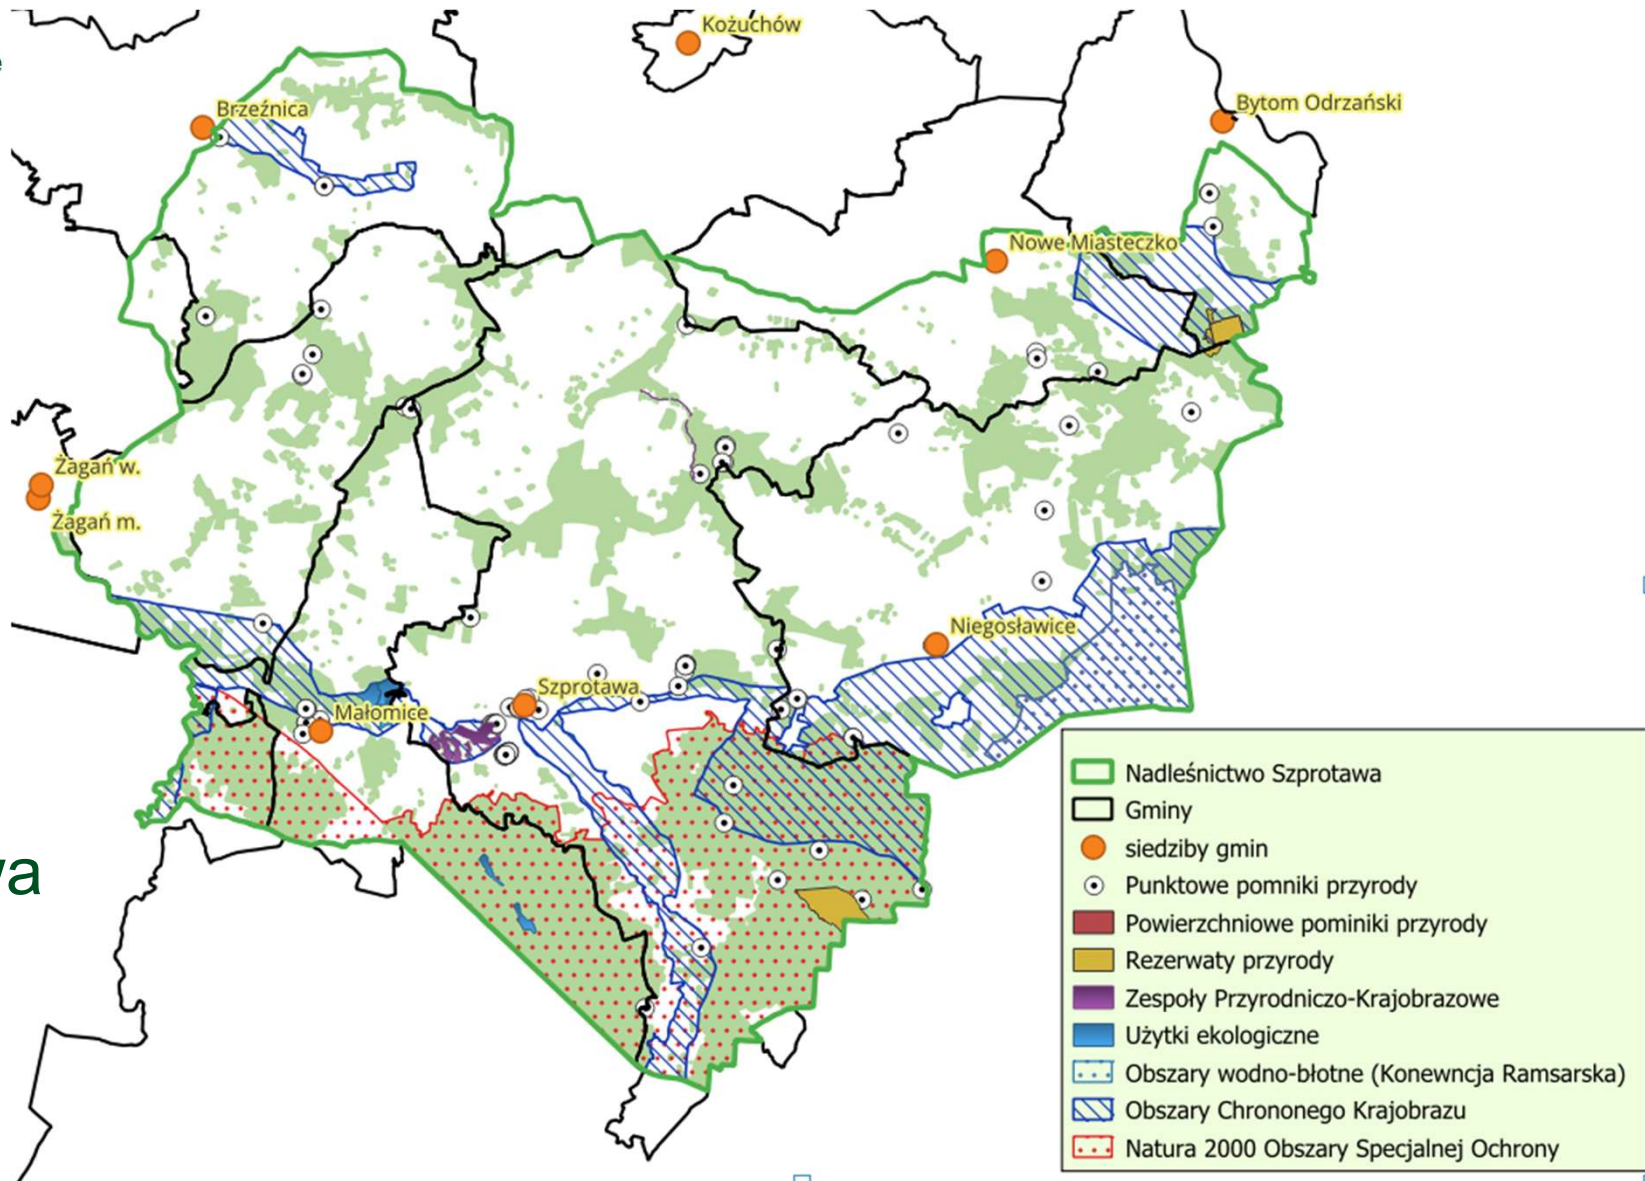 Kożuchów
e
Brzeźnica
Bytom Odrzański
Nowe Miasteczko
Żagań w.
Żagań m.
Niegosławice
Szprotawa
Małomice
va
Nadleśnictwo Szprotawa
Gminy
siedziby gmin
Punktowe pomniki przyrody
Powierzchniowe pominiki przyrody
Rezerwaty przyrody
Zespoły Przyrodniczo-Krajobrazowe
Użytki ekologiczne
Obszary wodno-błotne (Konewncja Ramsarska)
Obszary Chrononego Krajobrazu
Natura 2000 Obszary Specjalnej Ochrony